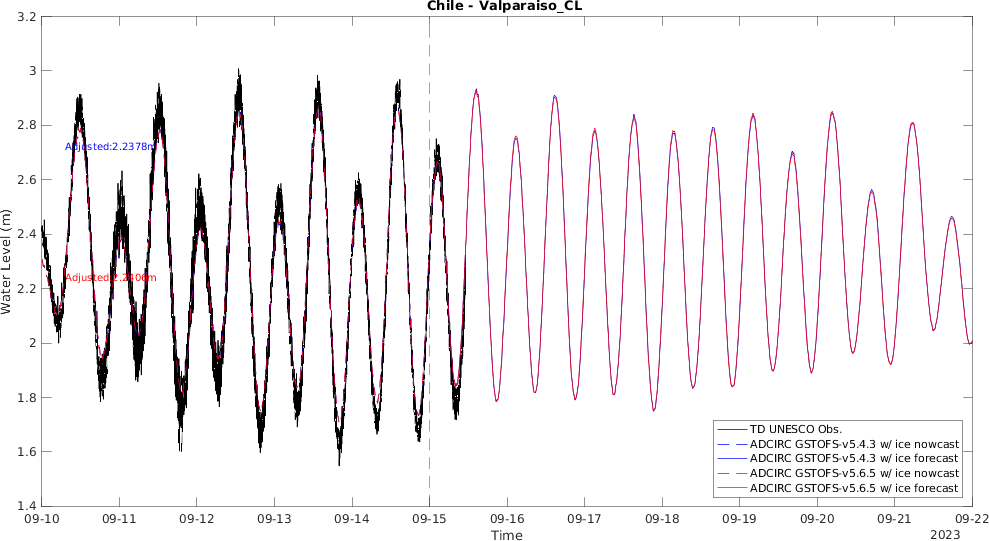 Chile - Valparaiso_CL
3.2
3
2.8
2.6
2.4
2.2
2
1.8
1.6
1.4
Water Level (m)
Adjusted:2.2378m
Adjusted:2.2406m
TD UNESCO Obs.
ADCIRC GSTOFS-v5.4.3 w/ ice nowcast
ADCIRC GSTOFS-v5.4.3 w/ ice forecast
ADCIRC GSTOFS-v5.6.5 w/ ice nowcast
ADCIRC GSTOFS-v5.6.5 w/ ice forecast
09-10 09-11 09-12 09-13 09-14 09-15 09-16 09-17 09-18 09-19 09-20 09-21 09-22
Time
2023